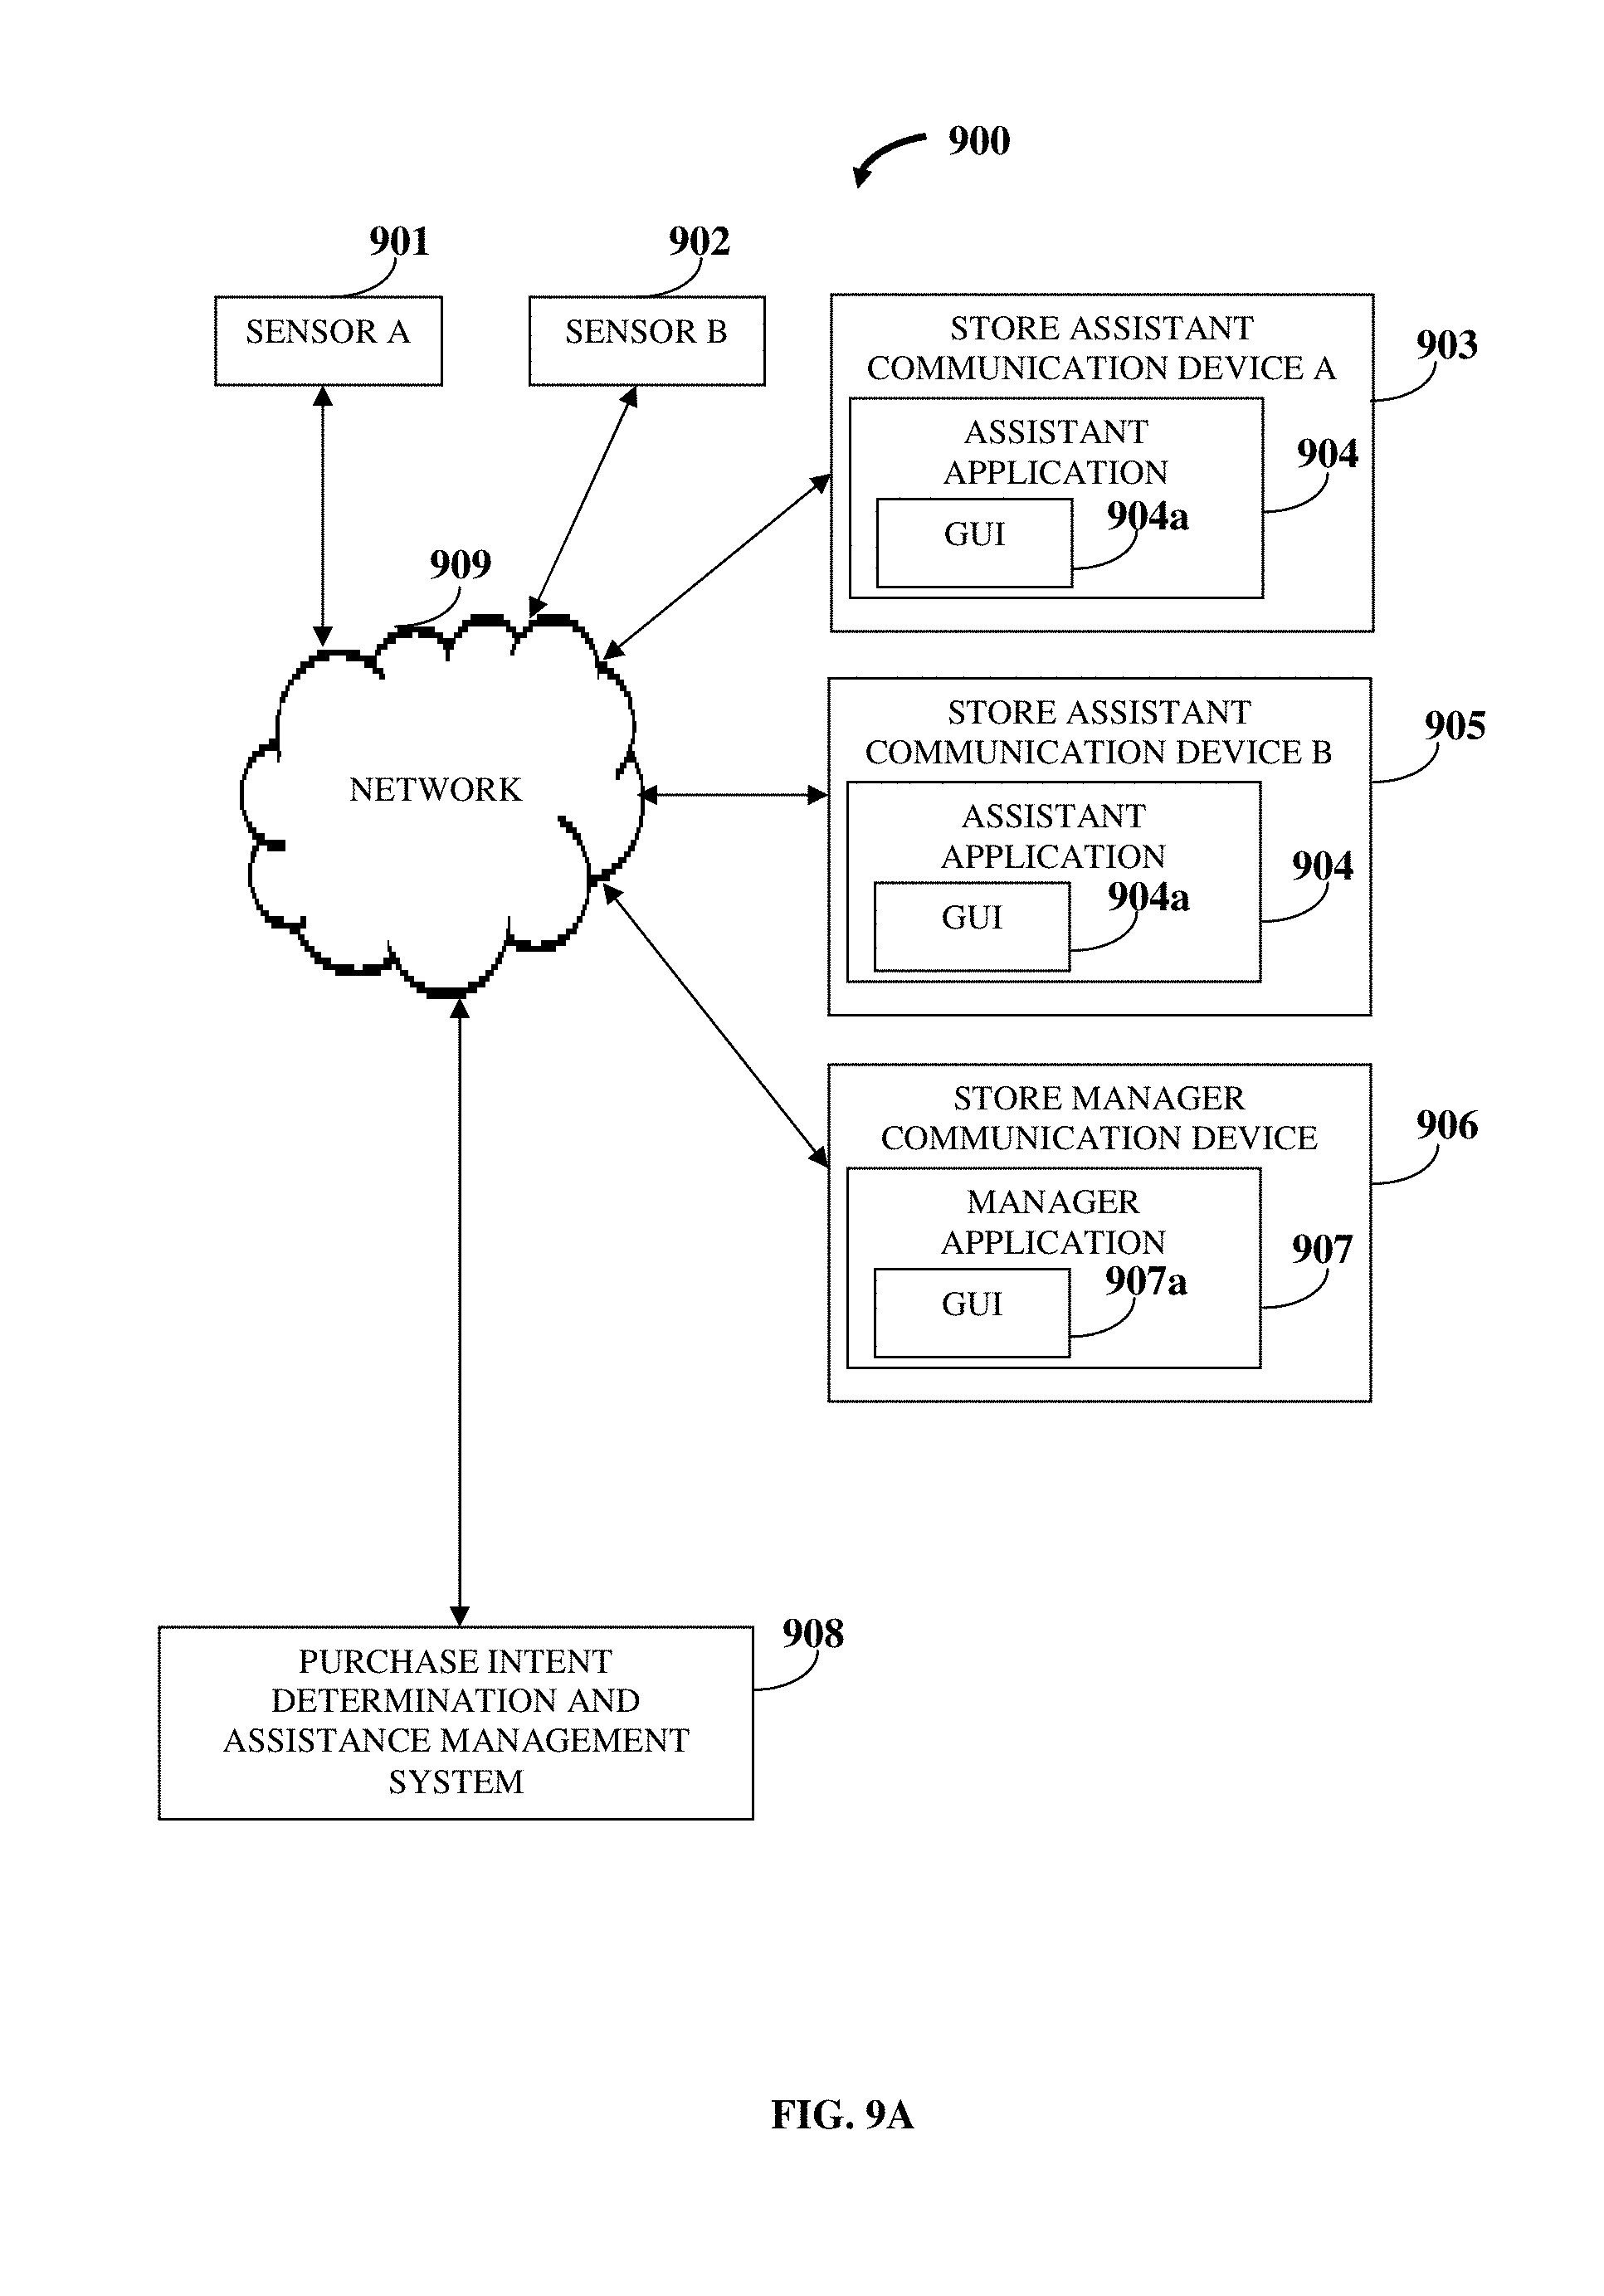 900
901
902
SENSOR A
SENSOR B
STORE ASSISTANT
COMMUNICATION DEVICE A
903
ASSISTANT
APPLICATION
904
GUI
904a
909
NETWORK
STORE ASSISTANT
COMMUNICATION DEVICE B
905
ASSISTANT
APPLICATION
904
GUI
904a
STORE MANAGER
COMMUNICATION DEVICE
906
MANAGER
APPLICATION
907
GUI
907a
PURCHASE INTENT
DETERMINATION AND
ASSISTANCE MANAGEMENT
SYSTEM
908
FIG. 9A